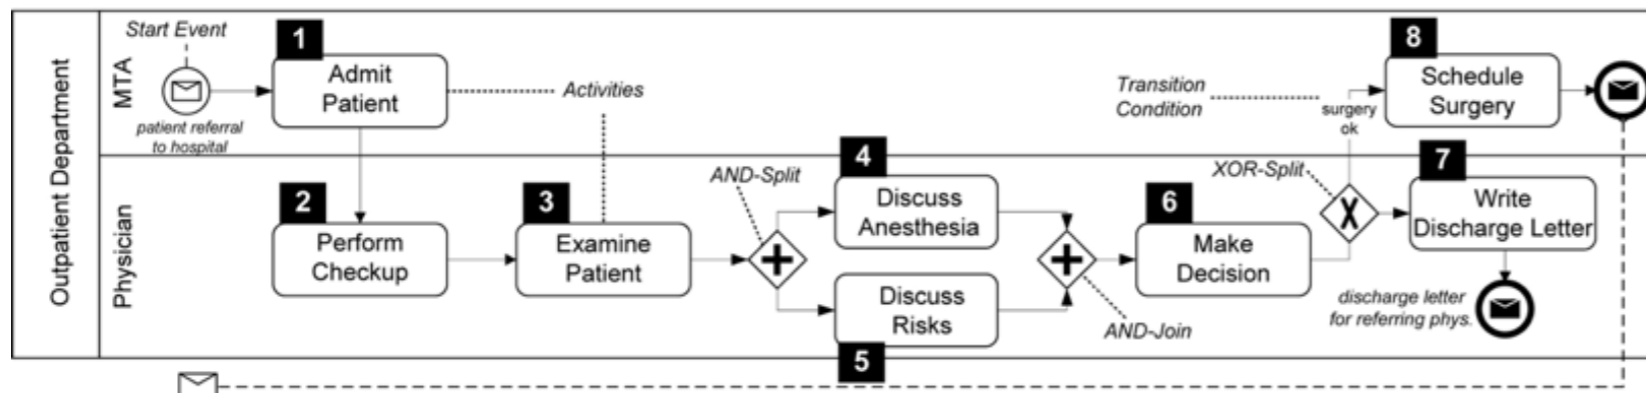 Outpatient Department
MTA
Start Event
patient referral
to hospital
1
Admit
Patient
Activities
Transition
Condition
surgery
ok
8
Schedule
Surgery
Physician
2
Perform
Checkup
3
Examine
Patient
AND-Split
4
Discuss
Anesthesia
Discuss
Risks
5
AND-Join
6
Make
Decision
XOR-Split
X
7
Write
Discharge Letter
discharge letter
for referring phys.